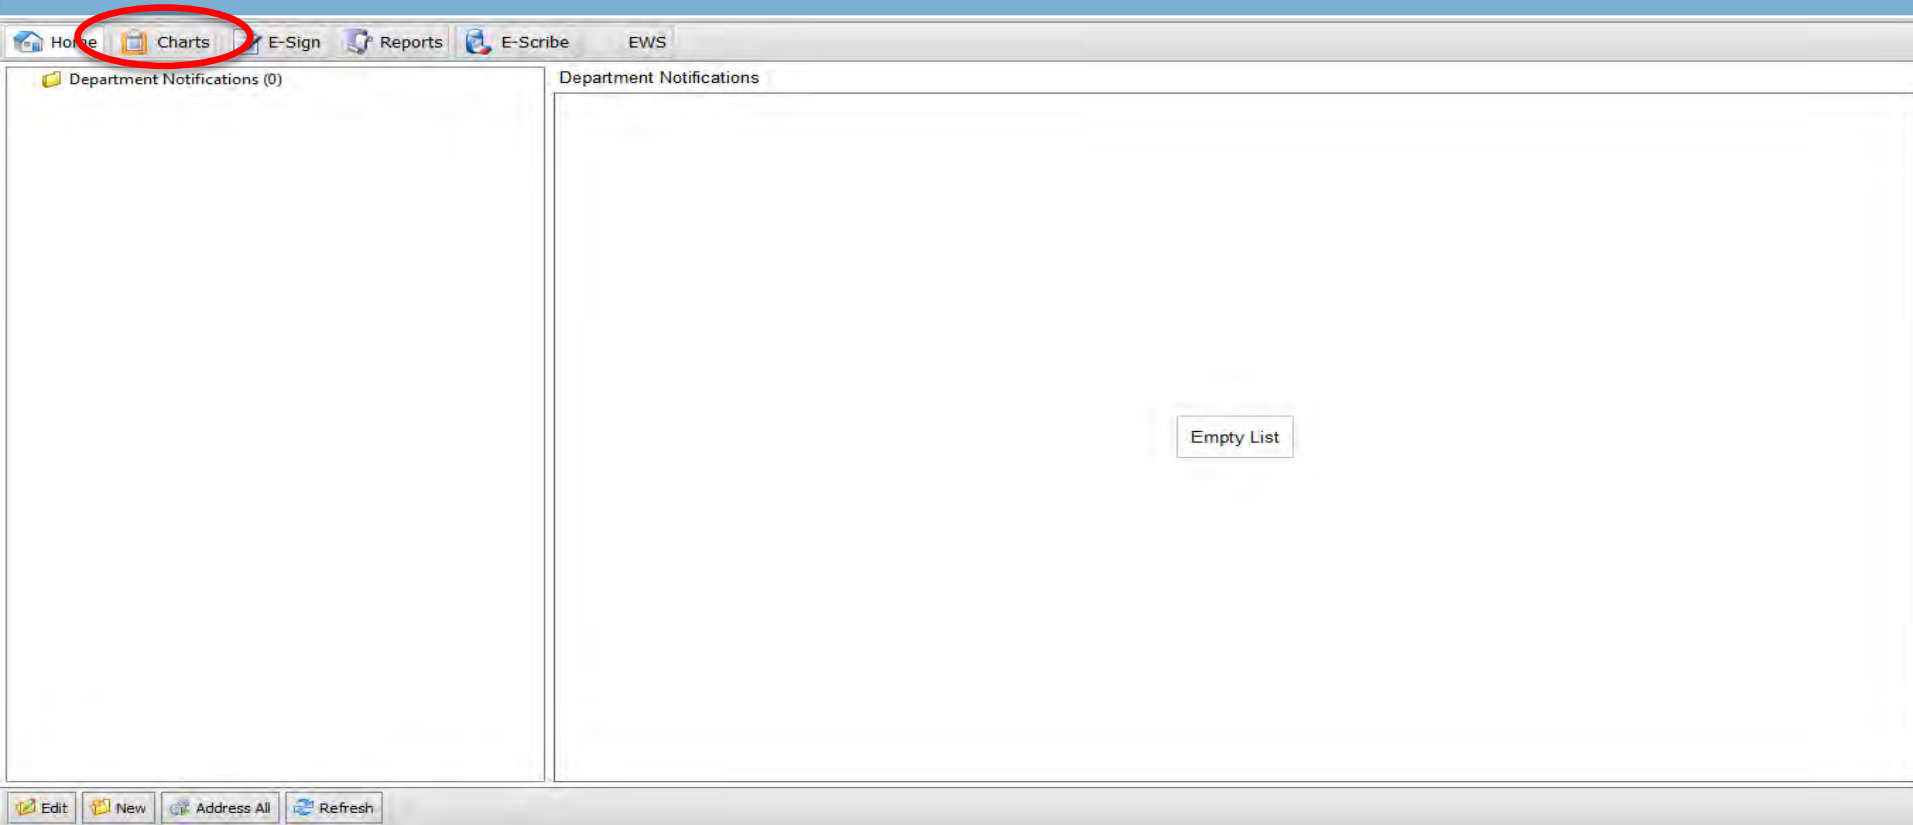 Home Charts E-Sign Reports E-Scribe EWS
Department Notifications (0)
Department Notifications
Empty List
Edit New Address All Refresh